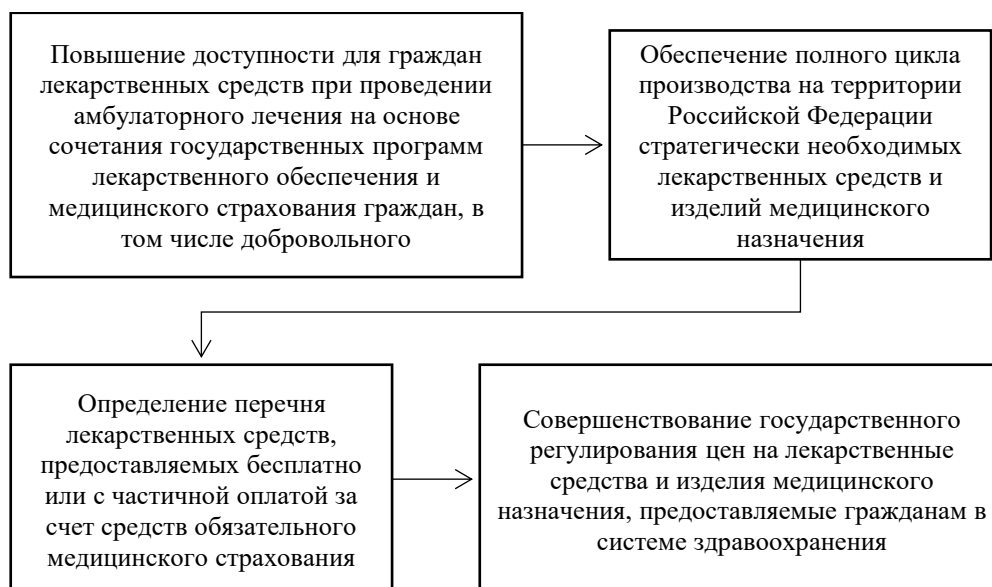 Повышение доступности для граждан
лекарственных средств при проведении
амбулаторного лечения на основе
сочетания государственных программ
лекарственного обеспечения и
медицинского страхования граждан, в
том числе добровольного
Обеспечение полного цикла
производства на территории
Российской Федерации
стратегически необходимых
лекарственных средств и
изделий медицинского
назначения
Определение перечня
лекарственных средств,
предоставляемых бесплатно
или с частичной оплатой за
счет средств обязательного
медицинского страхования
Совершенствование государственного
регулирования цен на лекарственные
средства и изделия медицинского
назначения, предоставляемые гражданам в
системе здравоохранения